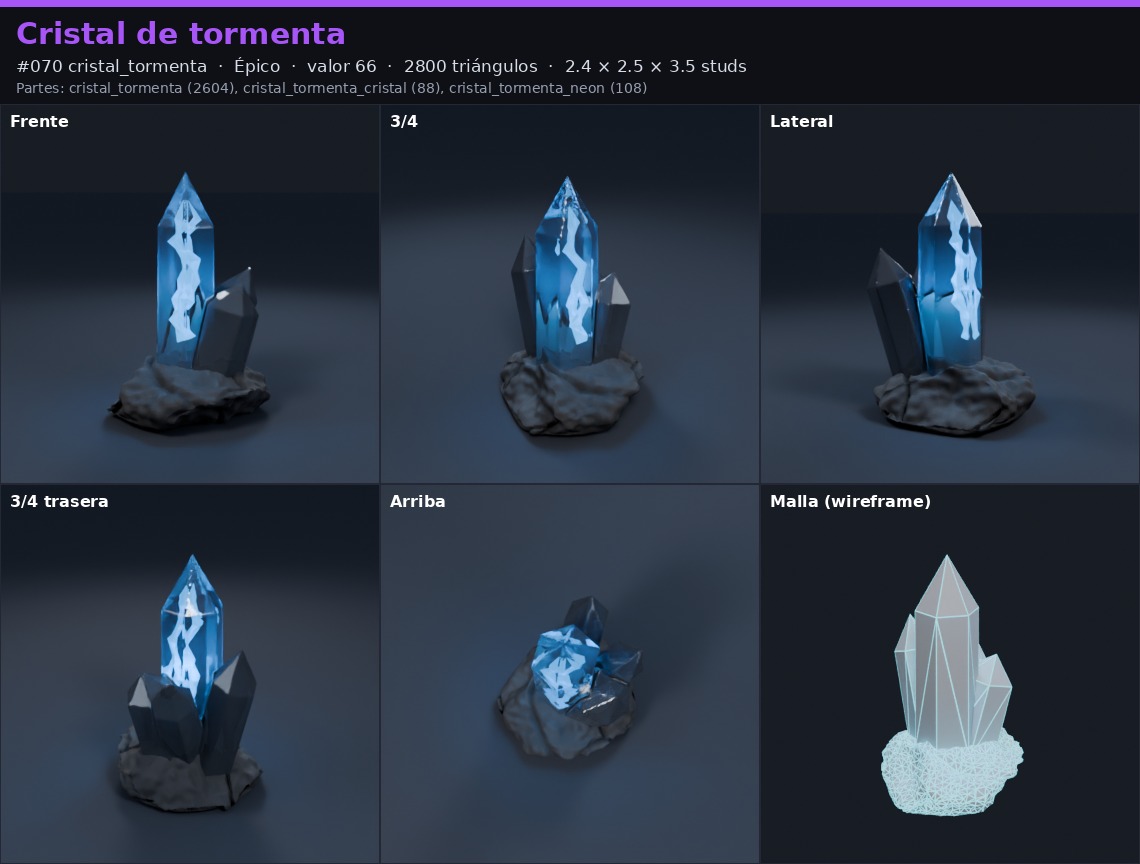 Cristal de tormenta
#070 cristal_tormenta · Épico · valor 66 · 2800 triángulos · 2.4 × 2.5 × 3.5 studs
Partes: cristal_tormenta (2604), cristal_tormenta_cristal (88), cristal_tormenta_neon (108)
Frente
3/4
Lateral
3/4 trasera
Arriba
Malla (wireframe)